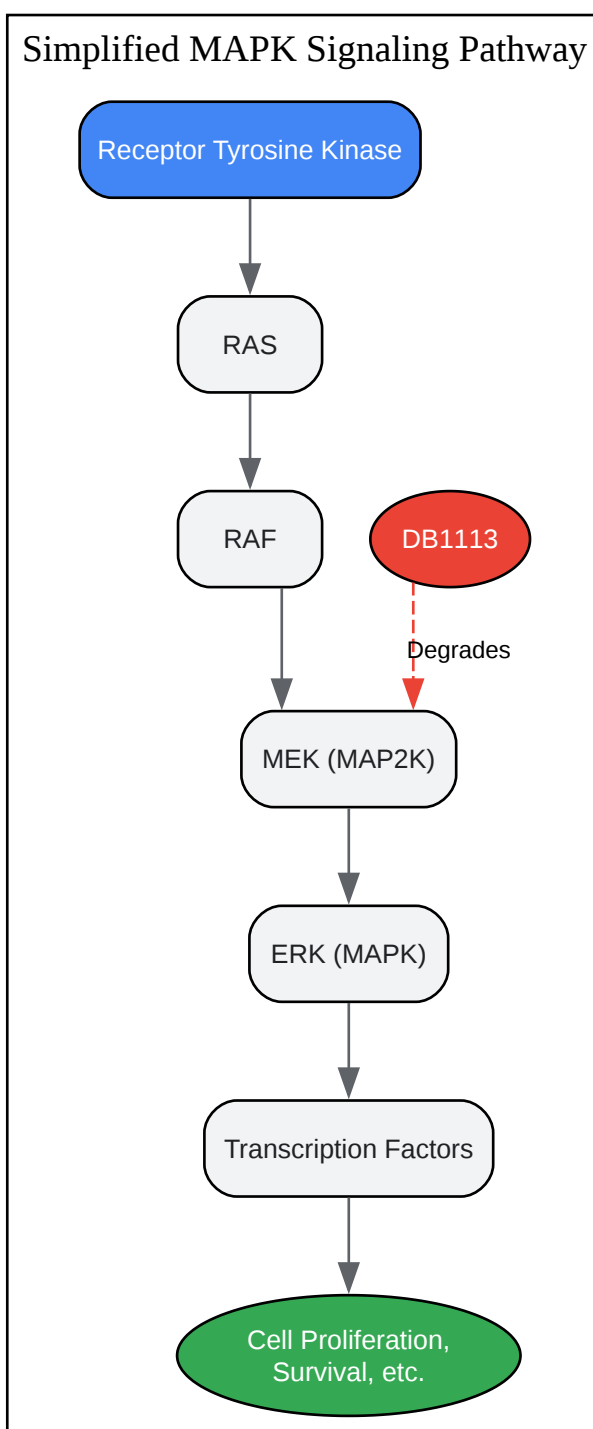 Simplified MAPK Signaling Pathway
Receptor Tyrosine Kinase
RAS
RAF
DB1113
Degrades
MEK (MAP2K)
ERK (MAPK)
Transcription Factors
Cell Proliferation,
Survival, etc.